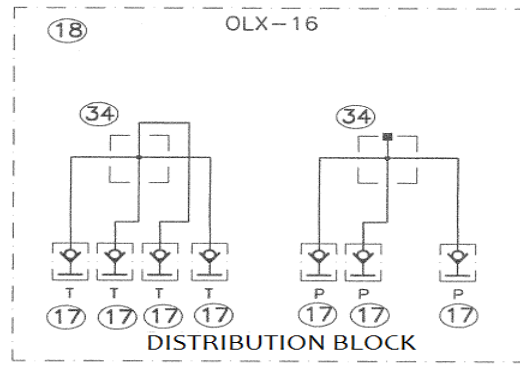 18 OLX-16
34 34
T T T T P P P
17 17 17 17 17 17 17
DISTRIBUTION BLOCK